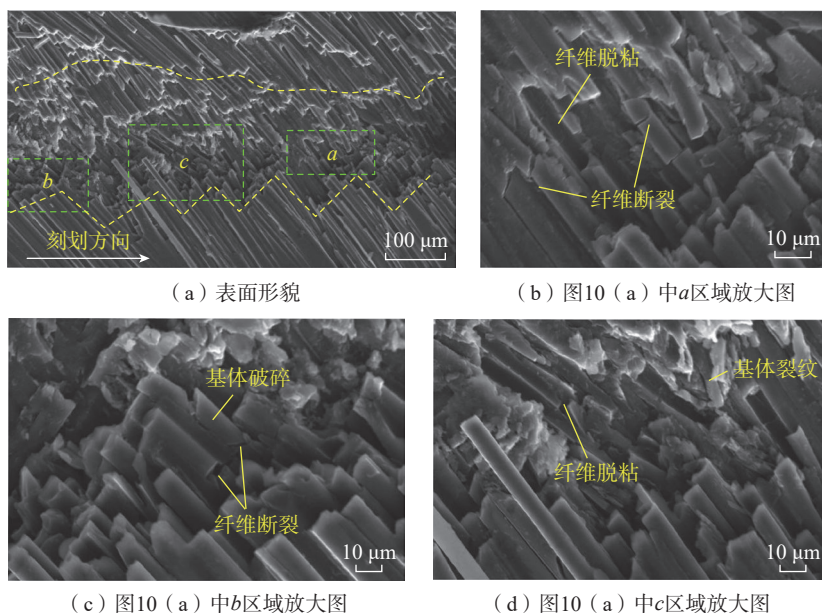 a
b
c
刻划方向
100 μm
纤维脱粘
纤维断裂
10 μm
（a）表面形貌
（b）图10（a）中a区域放大图
基体破碎
纤维断裂
10 μm
基体裂纹
纤维脱粘
10 μm
（c）图10（a）中b区域放大图
（d）图10（a）中c区域放大图